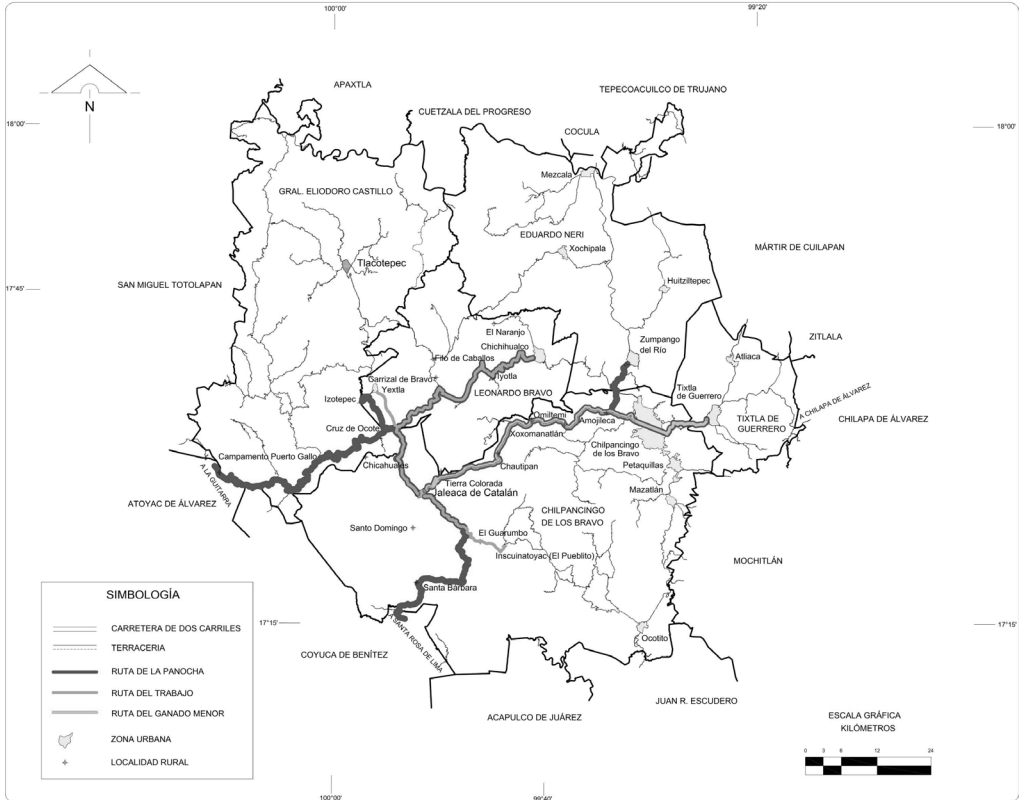 100°00'
99°20'
APAXTLA
TEPECOACUILCO DE TRUJANO
N
CUETZALA DEL PROGRESO
18°00'
18°00'
COCULA
Mezcala
GRAL. ELIODORO CASTILLO
EDUARDO NERI
Xochipala
MÁRTIR DE CUILAPAN
Tlacotepec
Huitziltepec
SAN MIGUEL TOTOLAPAN
17°45'
El Naranjo
Chichihualco
Zumpango
del Río
ZITLALA
Filo de Caballos
Atliaca
Iyotla
Carrizal de Bravo
Yextla
LEONARDO BRAVO
Tixtla
de Guerrero
A CHILAPA DE ÁLVAREZ
Izotepec
Omiltemi
Amojileca
TIXTLA DE
GUERRERO
CHILAPA DE ÁLVAREZ
Cruz de Ocote
Xoxomanatlán
Chilpancingo
de los Bravo
Campamento Puerto Gallo
Chicahuales
Chautipan
Petaquillas
A LA GUITARRA
Tierra Colorada
Jaleaca de Catalán
Mazatlán
ATOYAC DE ÁLVAREZ
CHILPANCINGO
DE LOS BRAVO
Santo Domingo
El Guarumbo
Inscuinatoyac (El Pueblito)
MOCHITLÁN
Santa Bárbara
SIMBOLOGÍA
17°15'
17°15'
A SANTA ROSA DE LIMA
CARRETERA DE DOS CARRILES
Ocotito
TERRACERIA
COYUCA DE BENÍTEZ
RUTA DE LA PANOCHA
RUTA DEL TRABAJO
JUAN R. ESCUDERO
RUTA DEL GANADO MENOR
ACAPULCO DE JUÁREZ
ESCALA GRÁFICA
KILÓMETROS
ZONA URBANA
0 3 6 12 24
LOCALIDAD RURAL
100°00'
99°40'